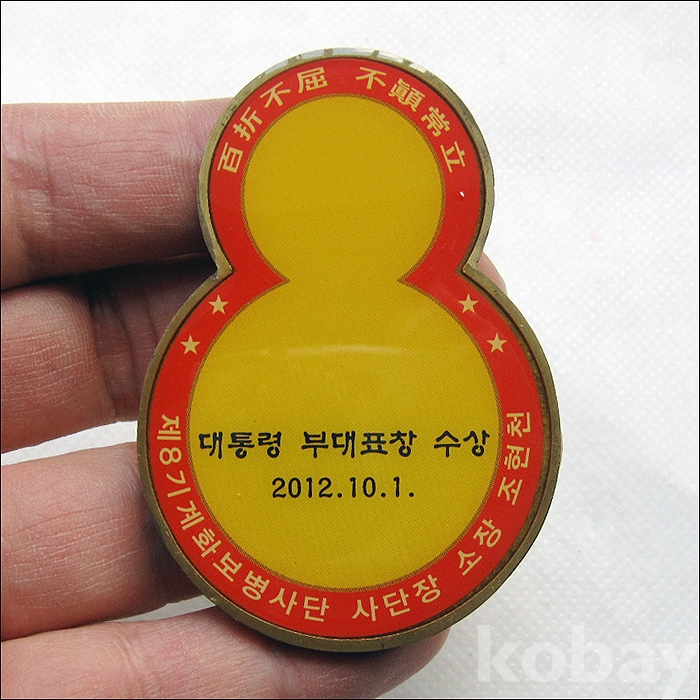 百折不屈 不顚常立
대통령 부대표창 수상
2012.10.1.
제8기계화보병사단 사단장 소장 조현천
kobay